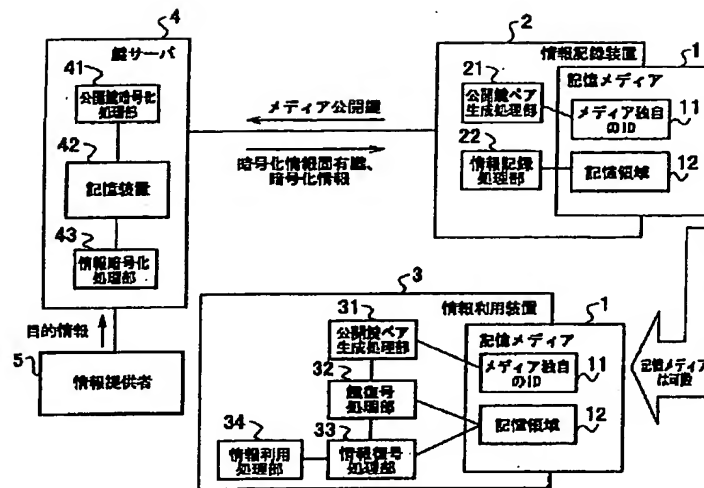 4
鍵サーバ
41
公開鍵暗号化
処理部
42
記憶装置
43
情報暗号化
処理部
目的情報
5
情報提供者
メディア公開鍵
暗号化情報固有鍵、
暗号化情報
2
情報記録装置
21
公開鍵ペア
生成処理部
22
情報記録
処理部
1
記憶メディア
メディア独自
のID
11
12
記憶領域
3
情報利用装置
31
公開鍵ペア
生成処理部
32
鍵復号
処理部
33
情報復号
処理部
34
情報利用
処理部
1
記憶メディア
メディア独自
のID
11
12
記憶領域
記憶メディア
は可搬